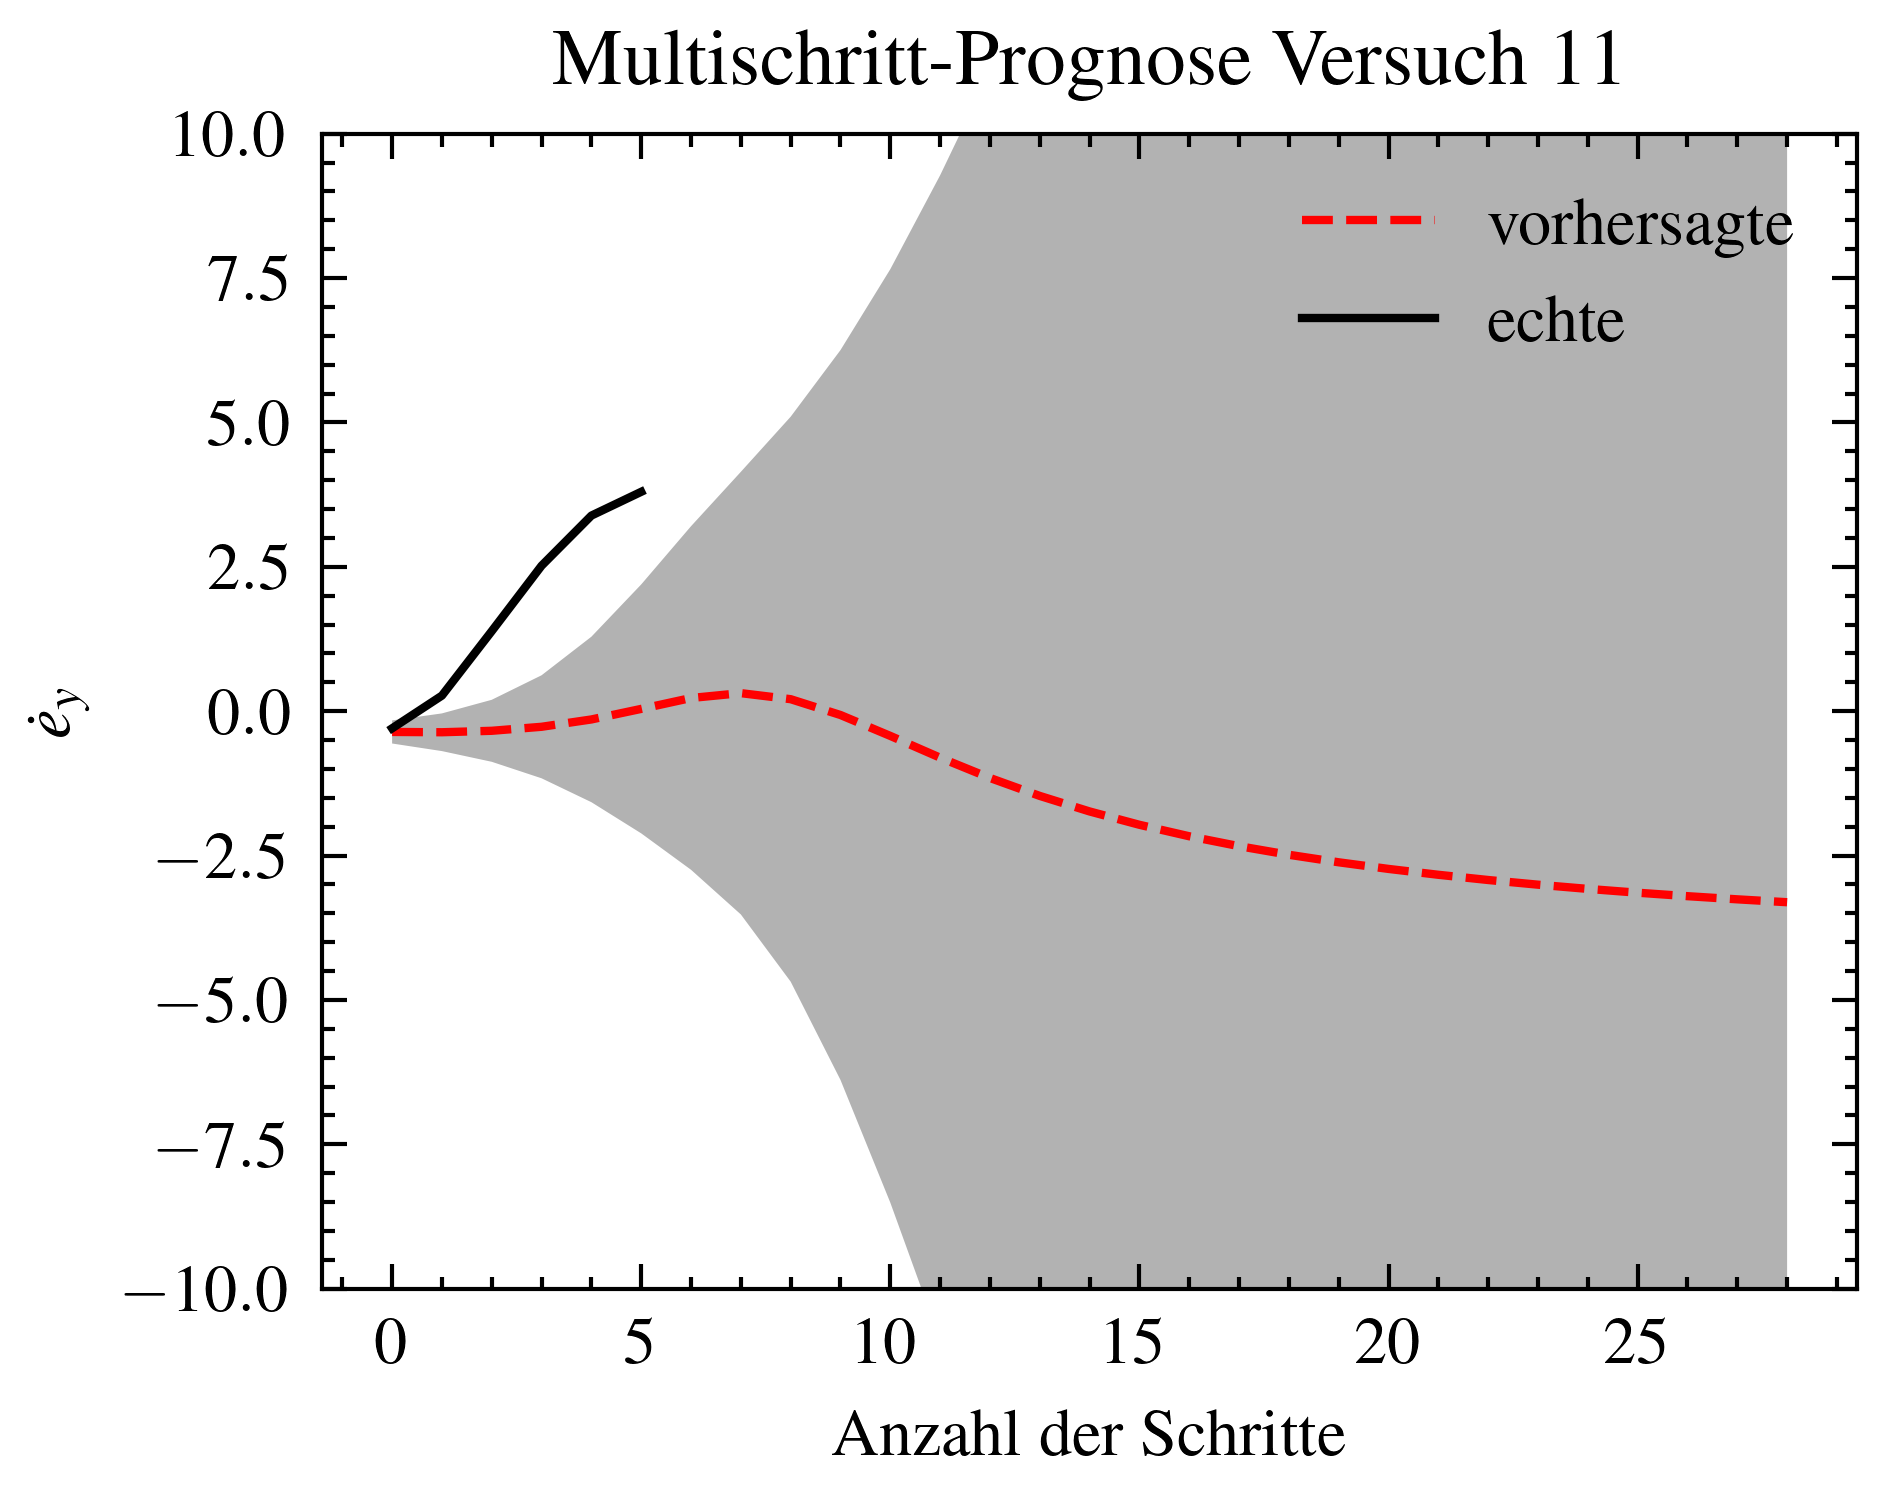 Multischritt-Prognose Versuch 11
10.0
7.5
5.0
2.5
0.0
−2.5
−5.0
−7.5
−10.0
ė_y
vorhersagte
echte
0 5 10 15 20 25
Anzahl der Schritte